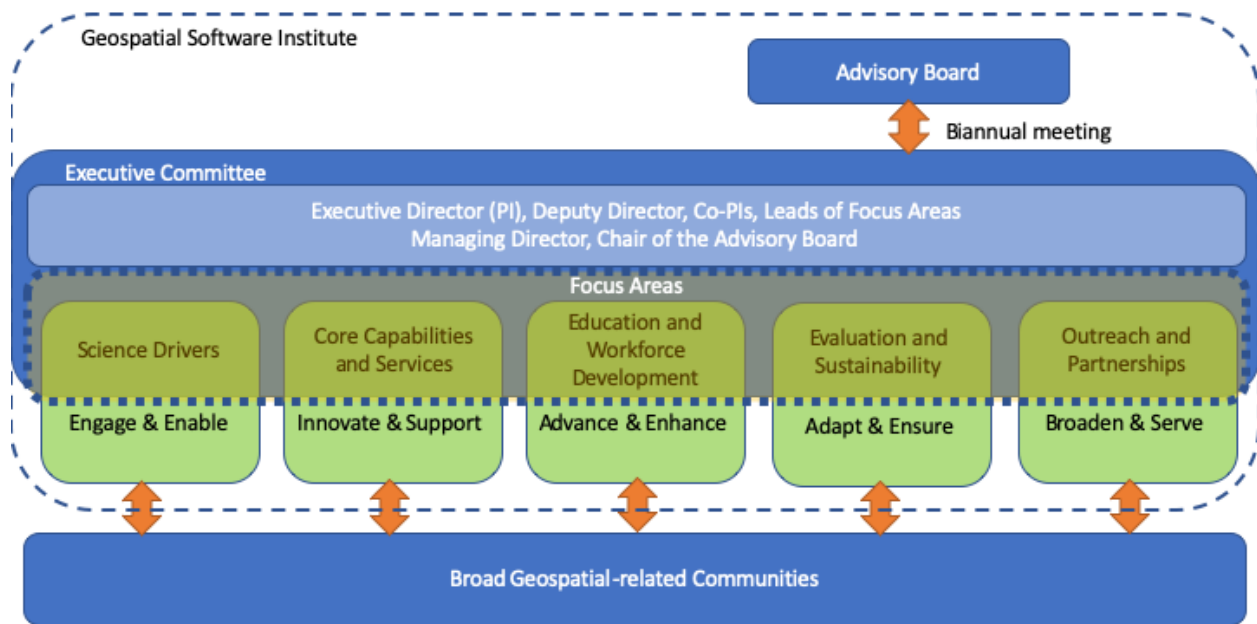 Geospatial Software Institute
Advisory Board
Biannual meeting
Executive Committee
Executive Director (PI), Deputy Director, Co-PIs, Leads of Focus Areas
Managing Director, Chair of the Advisory Board
Focus Areas
Science Drivers
Engage & Enable
Core Capabilities
and Services
Innovate & Support
Education and
Workforce
Development
Advance & Enhance
Evaluation and
Sustainability
Adapt & Ensure
Outreach and
Partnerships
Broaden & Serve
Broad Geospatial-related Communities